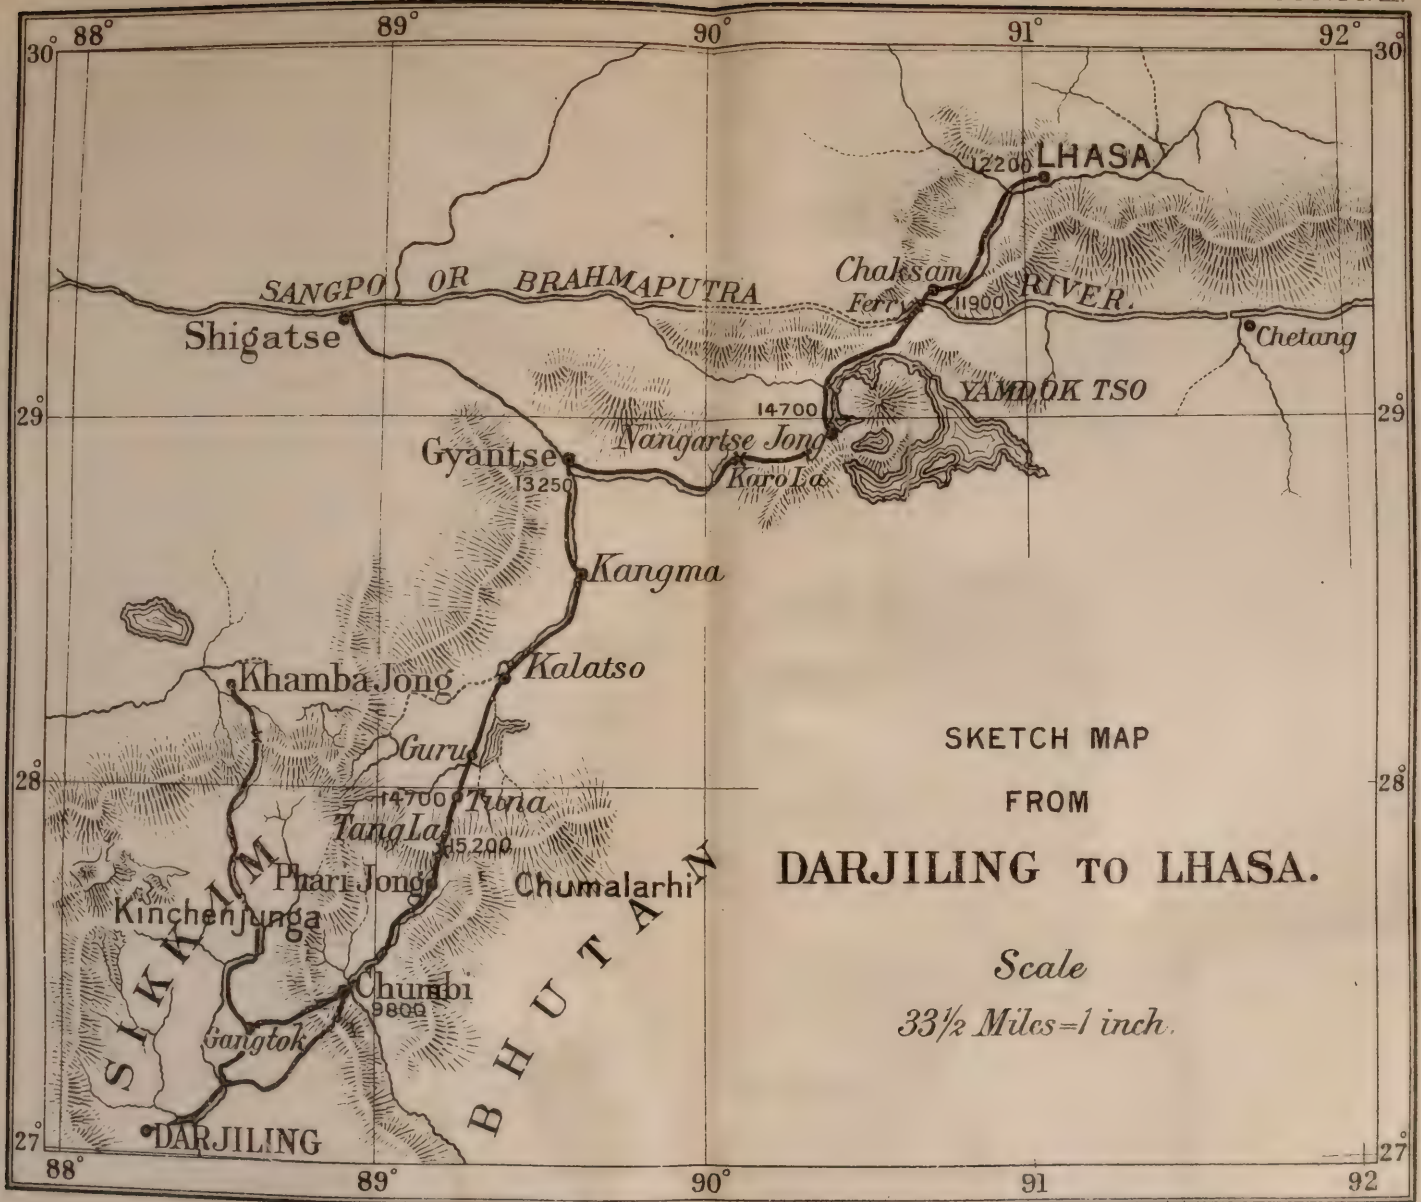 88° 89° 90° 91° 92°
30° 30°
LHASA
12200
Chaksam
Ferry
11900
SANGPO OR BRAHMAPUTRA RIVER.
Shigatse
Chetang
YAMDOK TSO
29° 29°
14700
Nangartse Jong
Karo La
Gyantse
13250
Kangma
Kalatso
Khamba Jong
Guru
28° 28°
14700 Tuna
Tang La
15200
Phari Jong
Chumalarhi
Kinchenjunga
SIKKIM
BHUTAN
Chumbi
9800
Gangtok
DARJILING
SKETCH MAP
FROM
DARJILING TO LHASA.
Scale
33½ Miles=1 inch.
27° 27°
88° 89° 90° 91 92